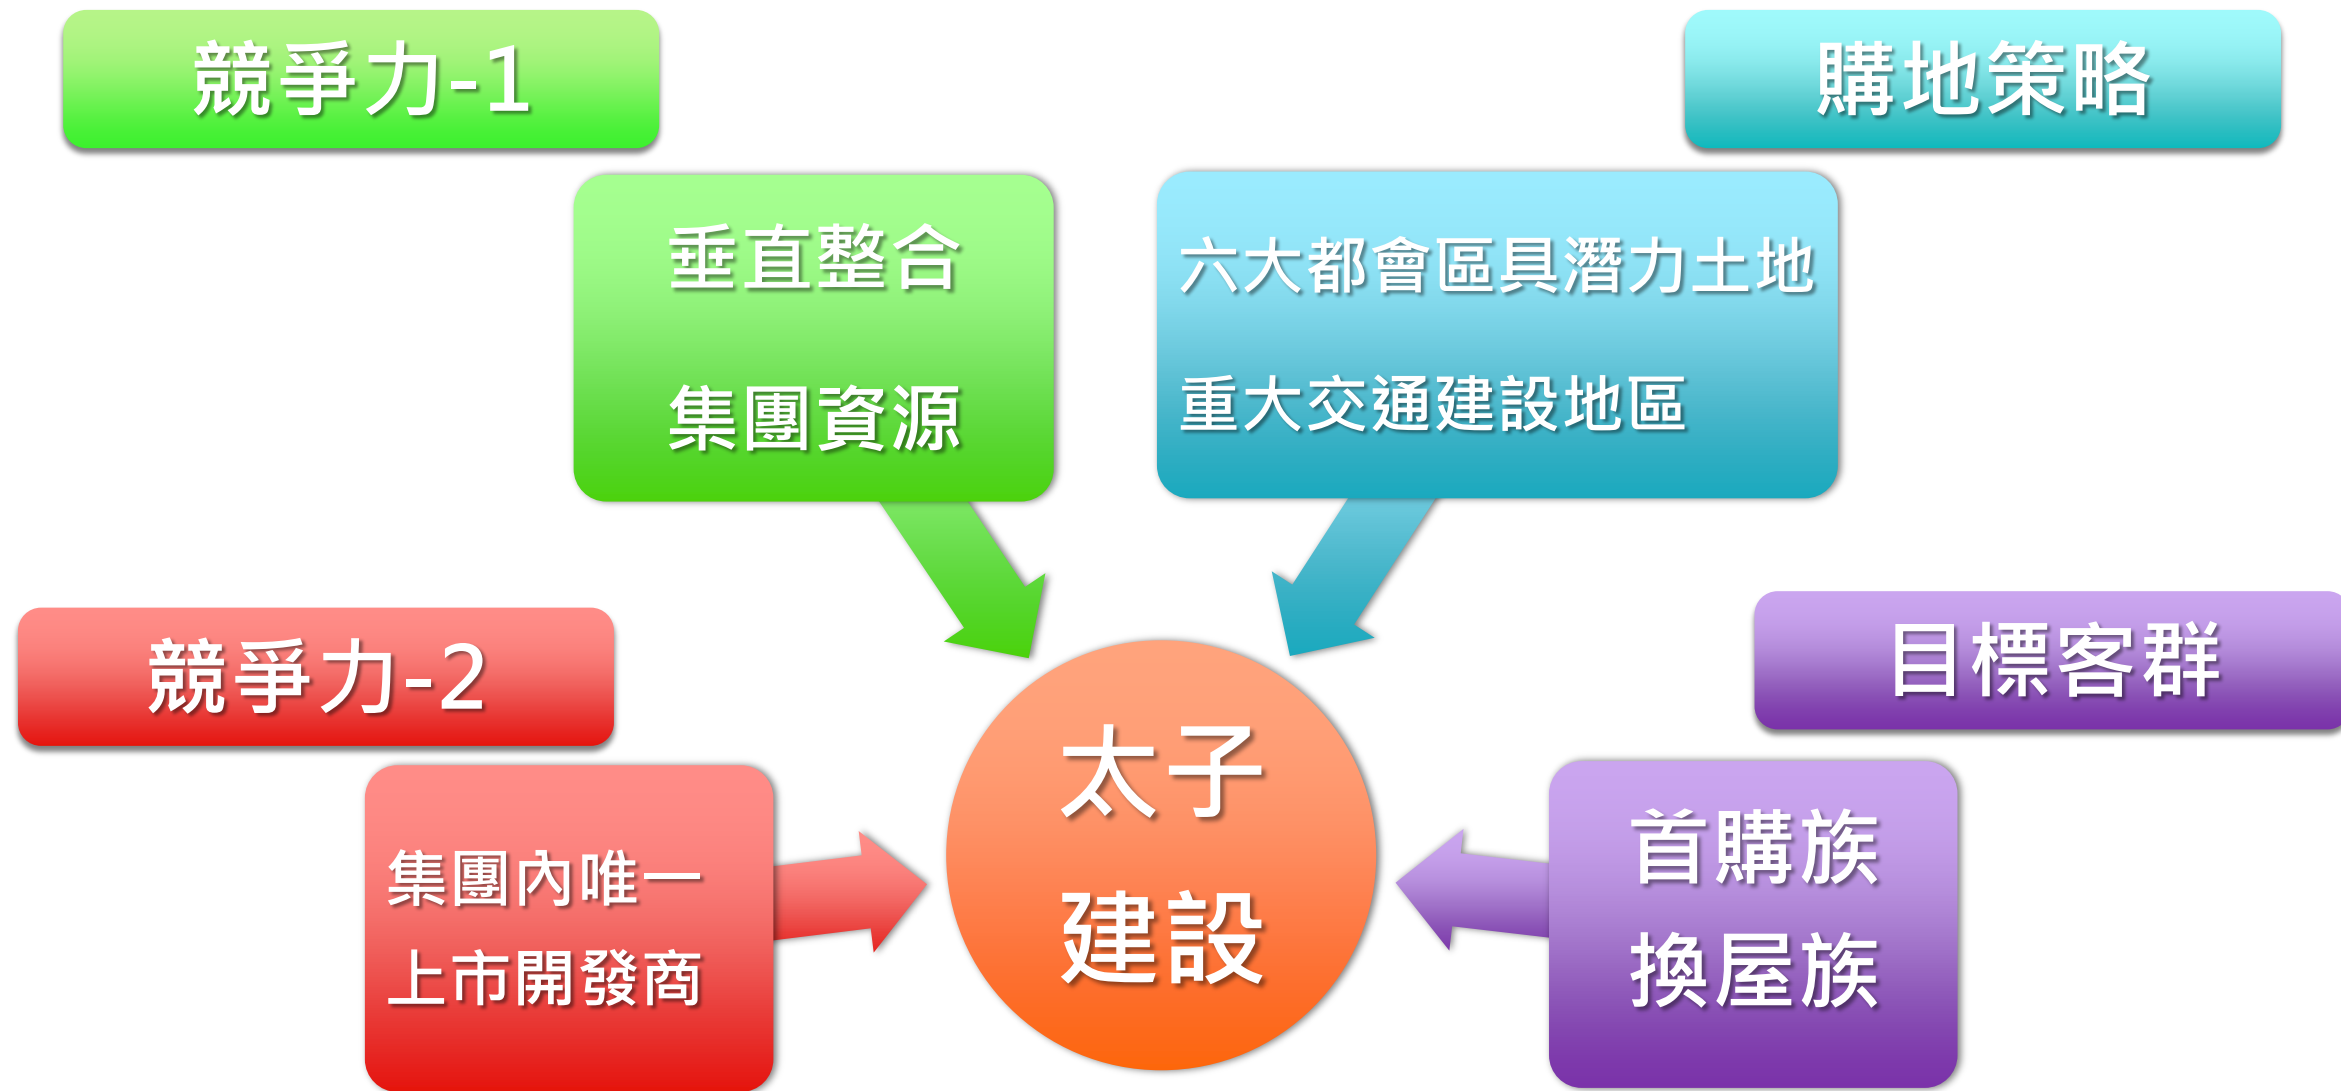 競爭力-1
購地策略
垂直整合
集團資源
六大都會區具潛力土地
重大交通建設地區
競爭力-2
目標客群
集團內唯一
上市開發商
太子
建設
首購族
換屋族